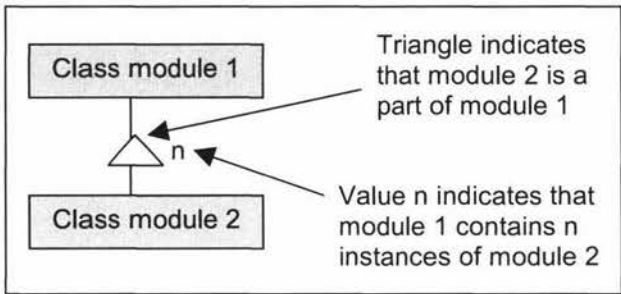 Class module 1
Triangle indicates
that module 2 is a
part of module 1
n
Class module 2
Value n indicates that
module 1 contains n
instances of module 2